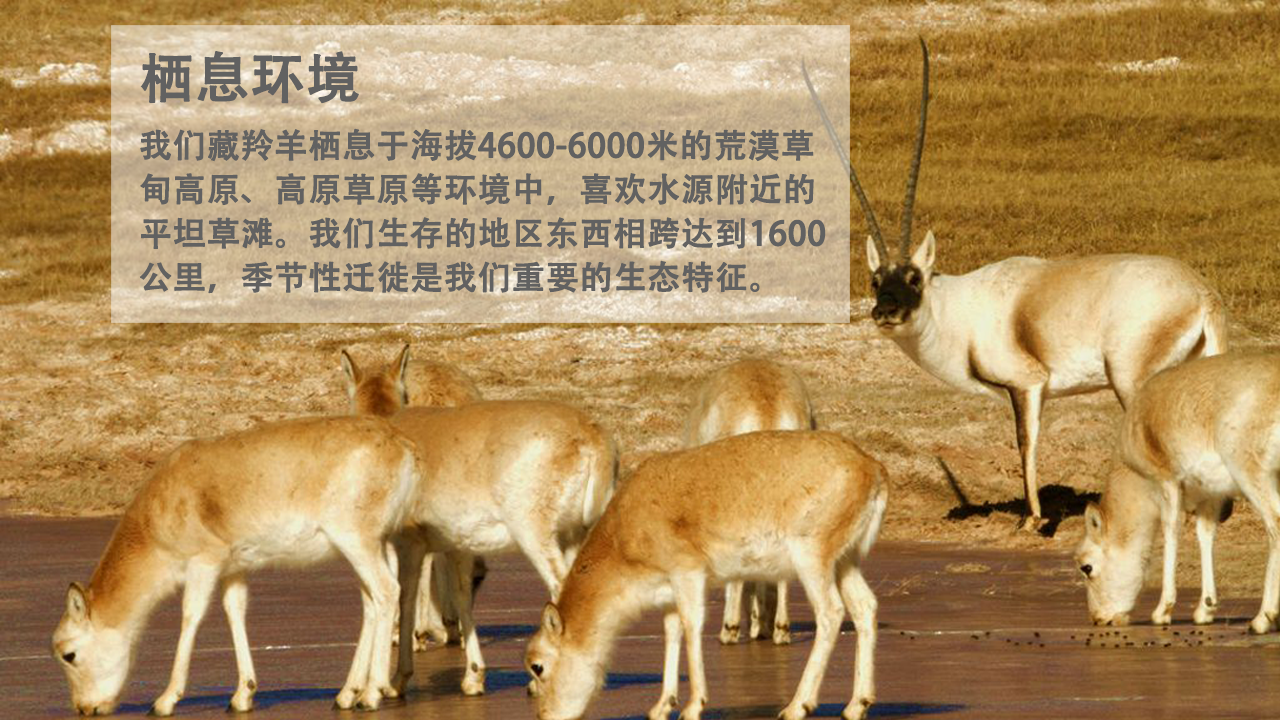 栖息环境
我们藏羚羊栖息于海拔4600-6000米的荒漠草
甸高原、高原草原等环境中，喜欢水源附近的
平坦草滩。我们生存的地区东西相跨达到1600
公里，季节性迁徙是我们重要的生态特征。